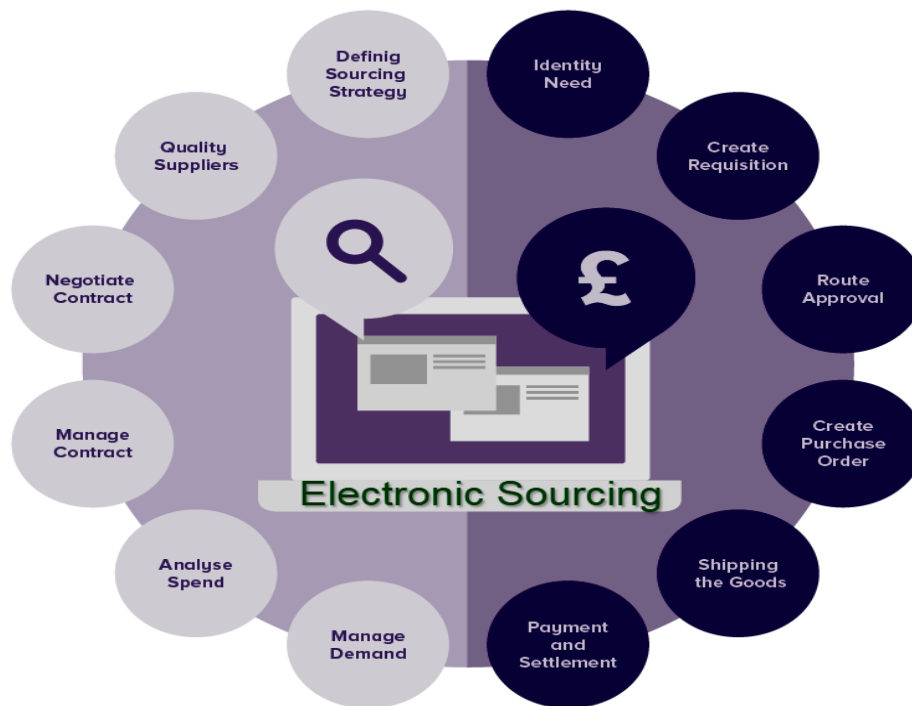 Definig
Sourcing
Strategy
Identity
Need
Quality
Suppliers
Create
Requisition
Negotiate
Contract
Route
Approval
£
Manage
Contract
Create
Purchase
Order
Electronic Sourcing
Analyse
Spend
Shipping
the Goods
Manage
Demand
Payment
and
Settlement